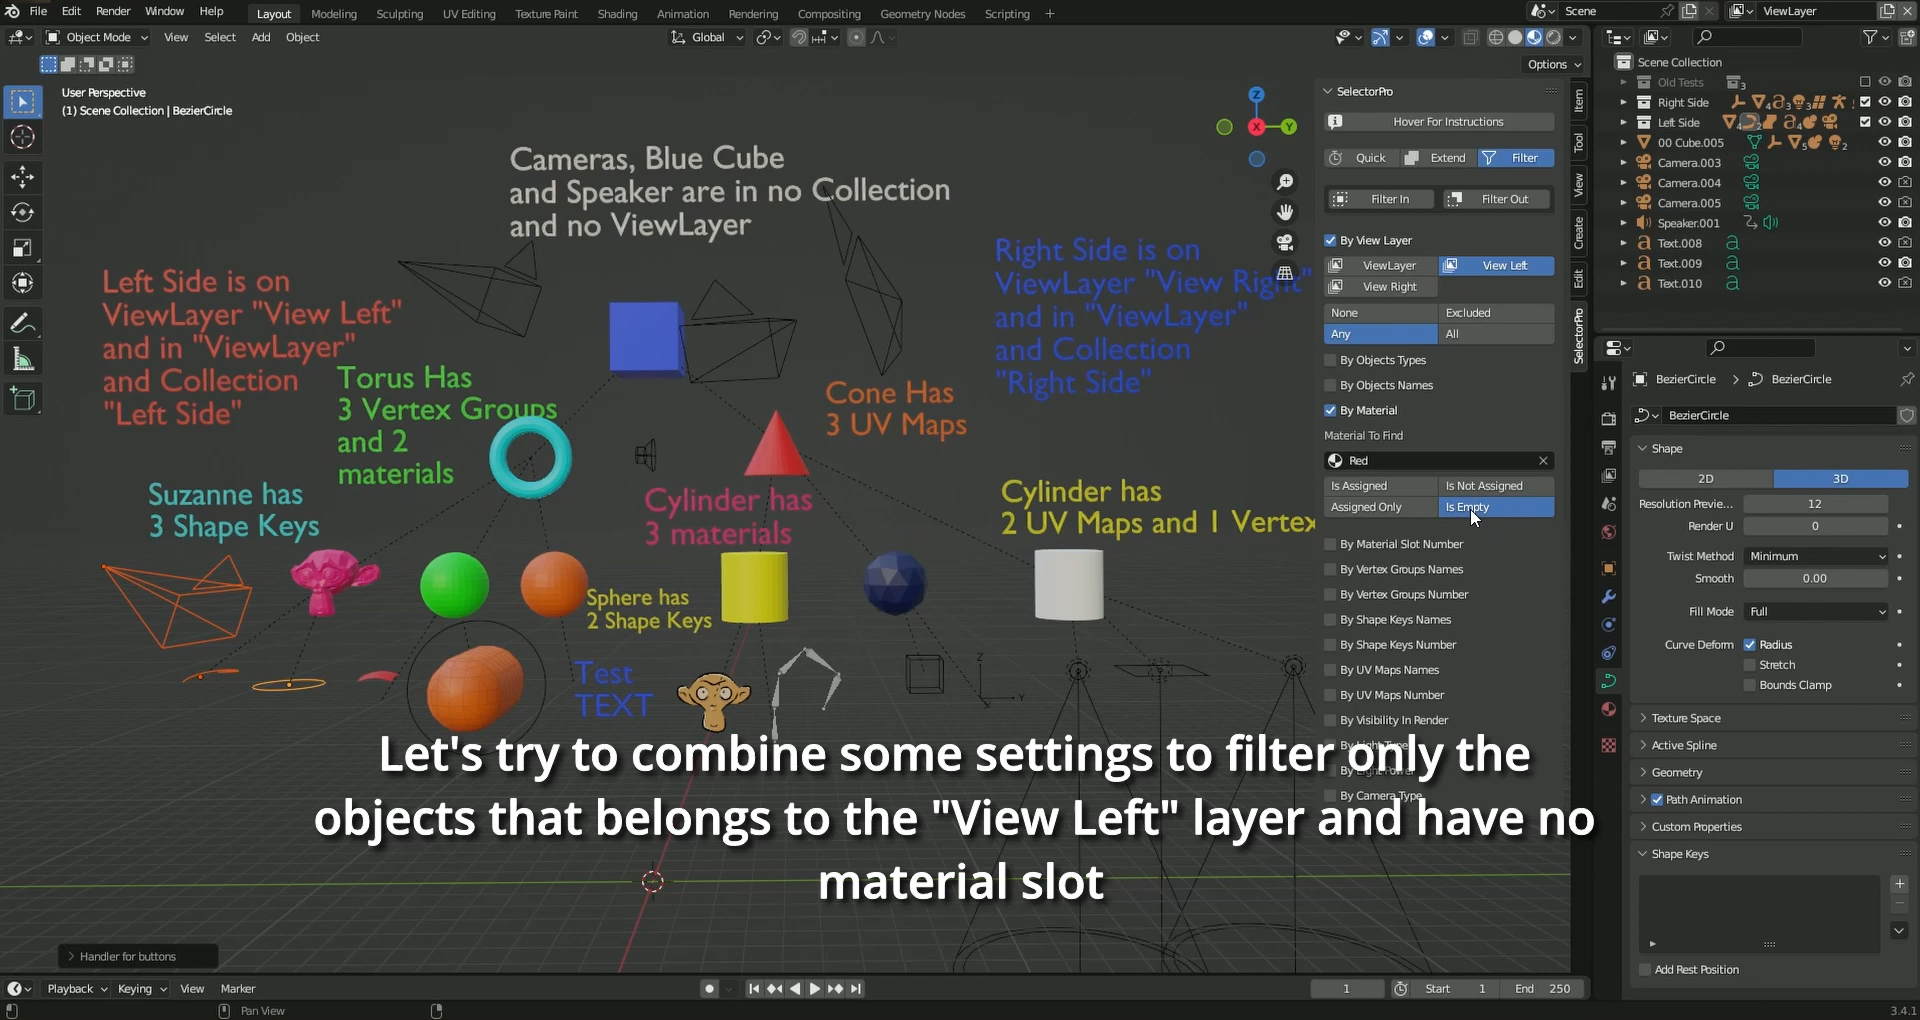 File Edit Render Window Help Layout Modeling Sculpting UV Editing Texture Paint Shading Animation Rendering Compositing Geometry Nodes Scripting + Scene ViewLayer
Object Mode View Select Add Object Global
Options
User Perspective
(1) Scene Collection | BezierCircle
Cameras, Blue Cube
and Speaker are in no Collection
and no ViewLayer
Left Side is on
ViewLayer "View Left"
and in "ViewLayer"
and Collection
"Left Side"
Torus Has
3 Vertex Groups
and 2
materials
Right Side is on
ViewLayer "View Right"
and in "ViewLayer"
and Collection
"Right Side"
Cone Has
3 UV Maps
Suzanne has
3 Shape Keys
Cylinder has
3 materials
Cylinder has
2 UV Maps and 1 Vertex
Sphere has
2 Shape Keys
Test
TEXT
Z
X
Y
Z
Y
SelectorPro
Hover For Instructions
Quick Extend Filter
Filter In Filter Out
By View Layer
ViewLayer View Left
View Right
None Excluded
Any All
By Objects Types
By Objects Names
By Material
Material To Find
Red
Is Assigned Is Not Assigned
Assigned Only Is Empty
By Material Slot Number
By Vertex Groups Names
By Vertex Groups Number
By Shape Keys Names
By Shape Keys Number
By UV Maps Names
By UV Maps Number
By Visibility In Render
By Light Type
By Light Power
By Camera Type
Item
Tool
View
Create
Edit
SelectorPro
Scene Collection
Old Tests 3
Right Side
Left Side
00 Cube.005
Camera.003
Camera.004
Camera.005
Speaker.001
Text.008
Text.009
Text.010
BezierCircle BezierCircle
BezierCircle
Shape
2D 3D
Resolution Previe... 12
Render U 0
Twist Method Minimum
Smooth 0.00
Fill Mode Full
Curve Deform Radius
Stretch
Bounds Clamp
Texture Space
Active Spline
Geometry
Path Animation
Custom Properties
Shape Keys
Add Rest Position
Let's try to combine some settings to filter only the
objects that belongs to the "View Left" layer and have no
material slot
Handler for buttons
Playback Keying View Marker 1 Start 1 End 250
Pan View 3.4.1